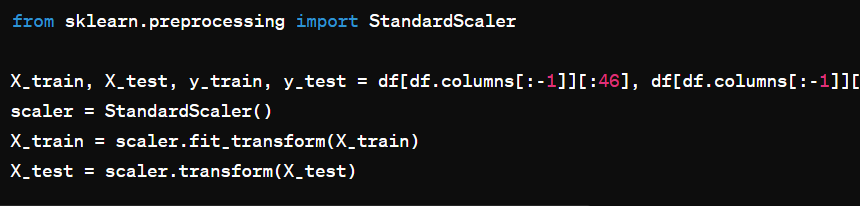 from sklearn.preprocessing import StandardScaler
X_train, X_test, y_train, y_test = df[df.columns[:-1]][:46], df[df.columns[:-1]][
scaler = StandardScaler()
X_train = scaler.fit_transform(X_train)
X_test = scaler.transform(X_test)